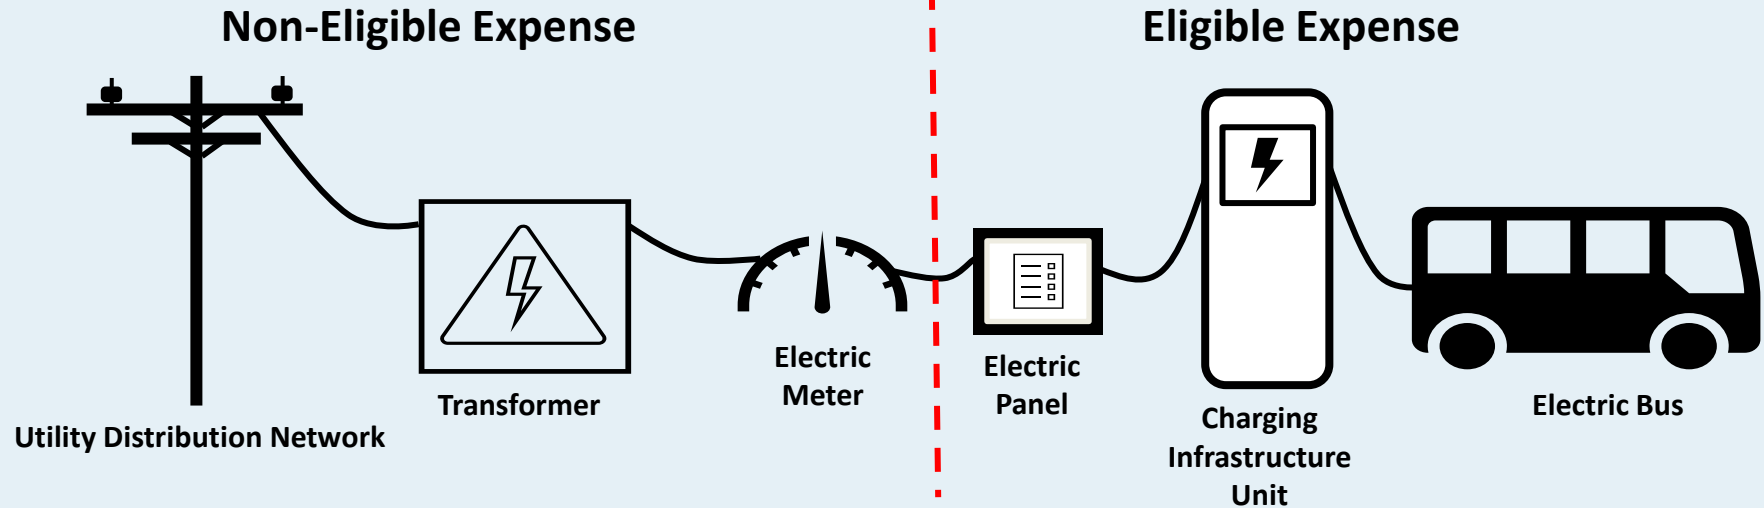 Non-Eligible Expense
Eligible Expense
Utility Distribution Network
Transformer
Electric
Meter
Electric
Panel
Charging
Infrastructure
Unit
Electric Bus